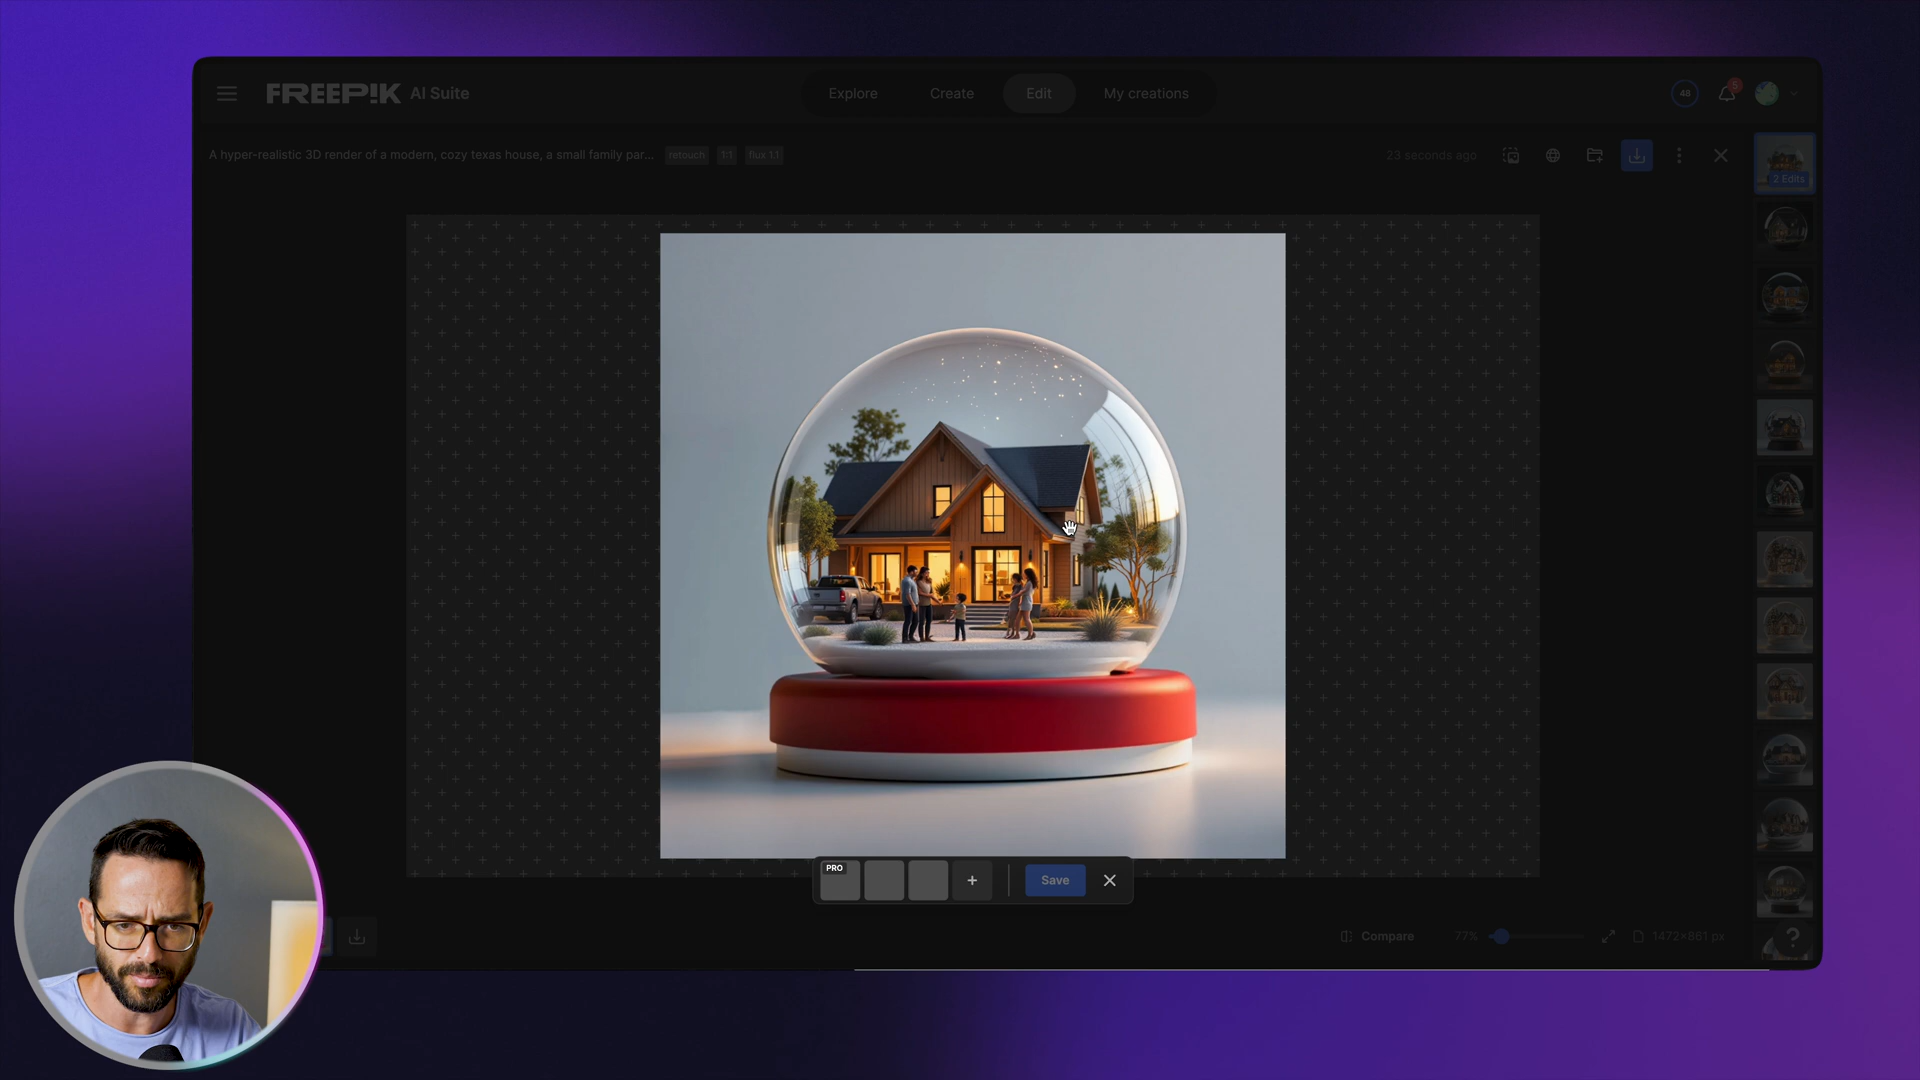 FREEP!K AI Suite
Explore
Create
Edit
My creations
48
5
A hyper-realistic 3D render of a modern, cozy texas house, a small family par...
retouch
1:1
flux 1.1
23 seconds ago
2 Edits
PRO
+
Save
Compare
77%
1472×861 px
?